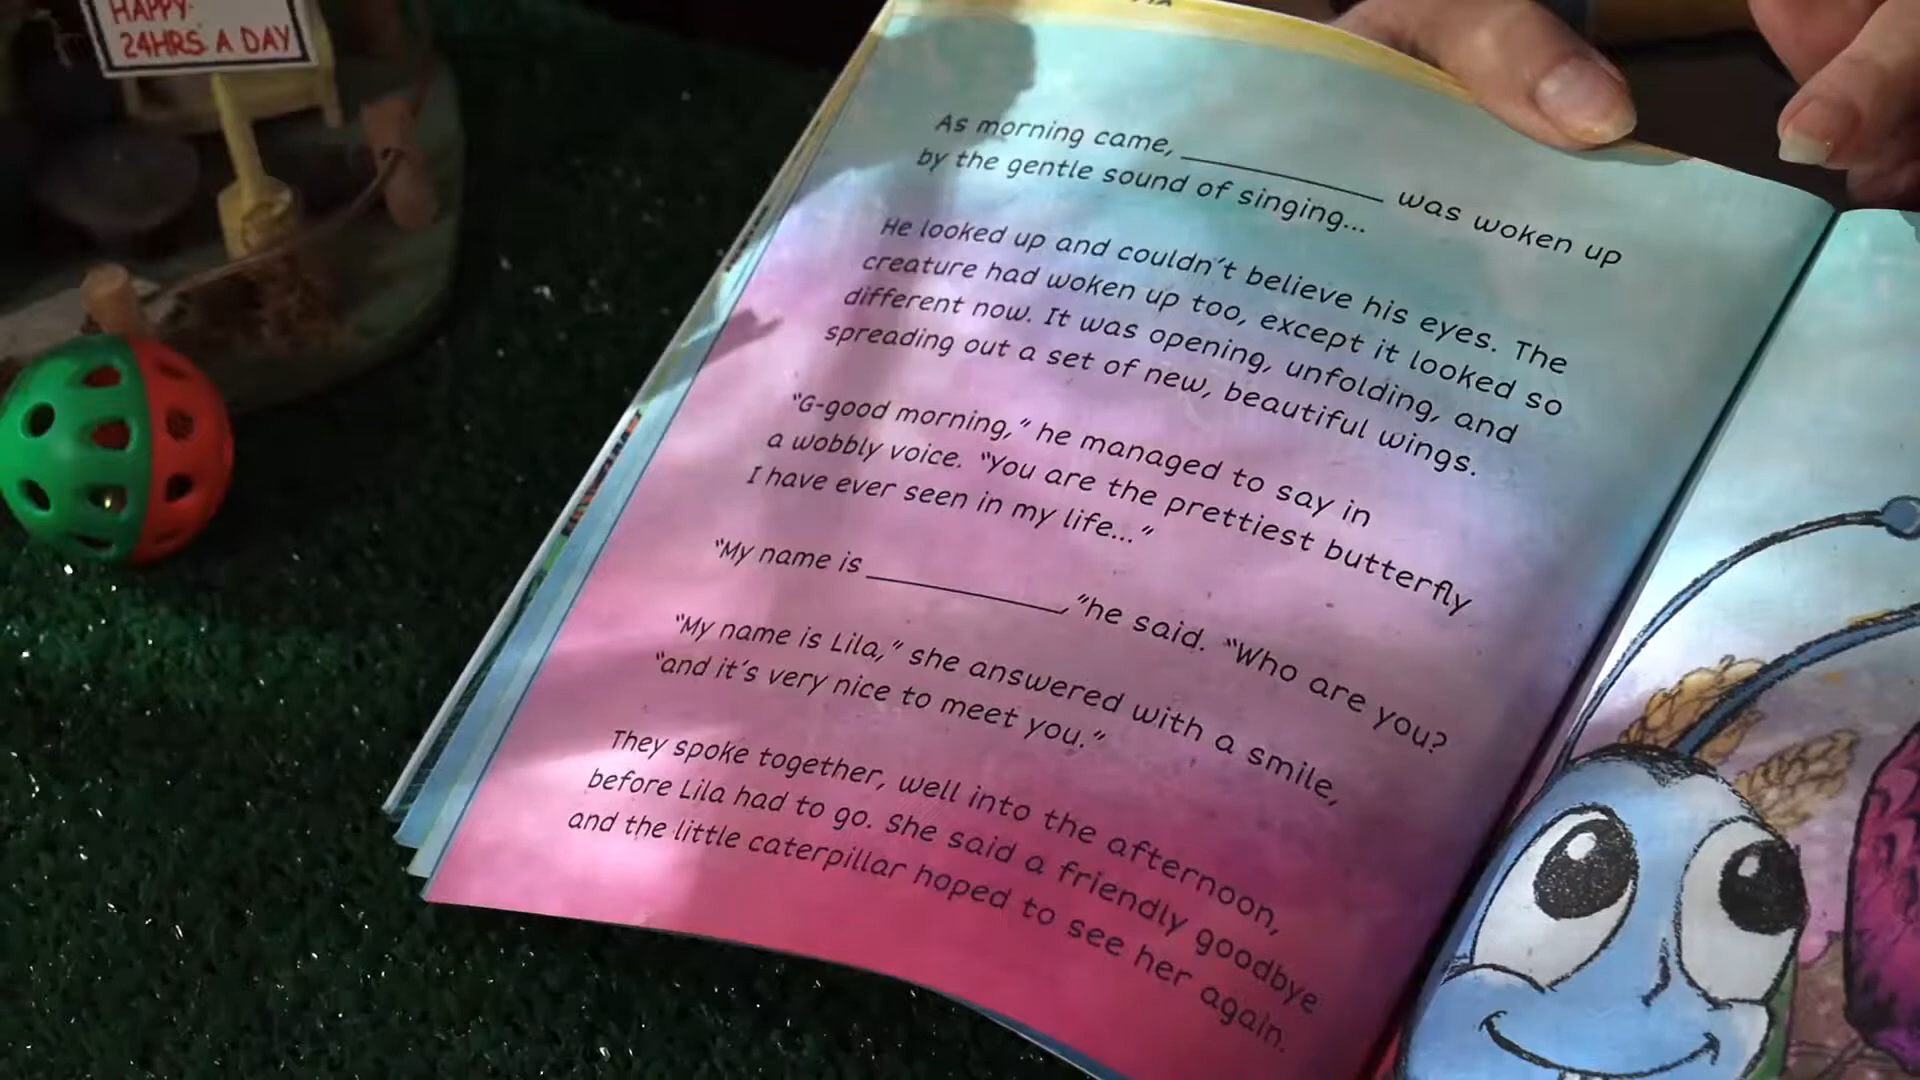 HAPPY
24HRS A DAY
As morning came, __________ was woken up
by the gentle sound of singing...
He looked up and couldn't believe his eyes. The
creature had woken up too, except it looked so
different now. It was opening, unfolding, and
spreading out a set of new, beautiful wings.
"G-good morning," he managed to say in
a wobbly voice. "You are the prettiest butterfly
I have ever seen in my life..."
"My name is __________," he said. "Who are you?
"My name is Lila," she answered with a smile,
"and it's very nice to meet you."
They spoke together, well into the afternoon,
before Lila had to go. She said a friendly goodbye
and the little caterpillar hoped to see her again.